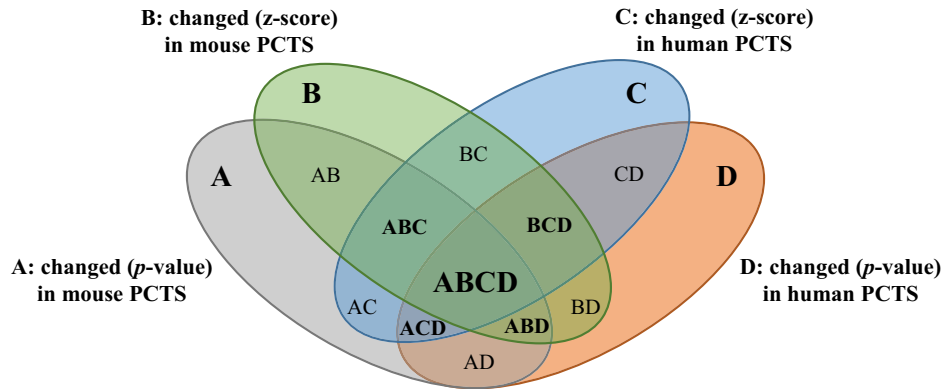 B: changed (z-score)
in mouse PCTS
C: changed (z-score)
in human PCTS
B
C
A
AB
BC
CD
D
ABC
BCD
A: changed (p-value)
in mouse PCTS
D: changed (p-value)
in human PCTS
ABCD
AC
BD
ACD
ABD
AD